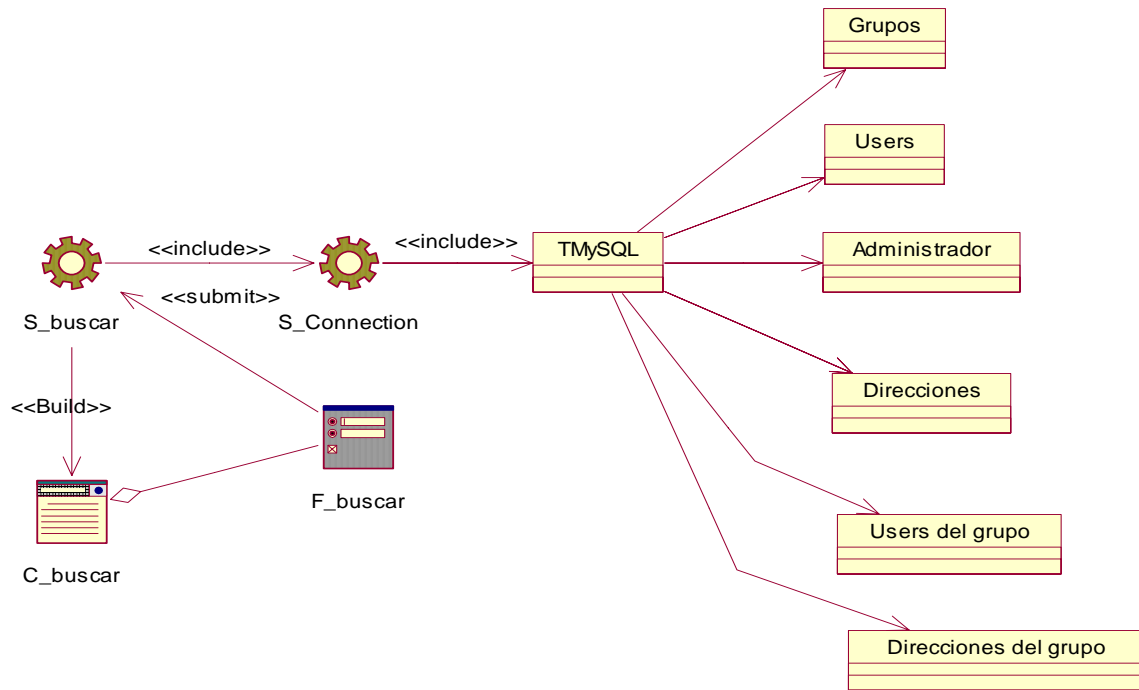 Grupos
Users
<<include>>
<<include>>
TMySQL
Administrador
<<submit>>
S_buscar
S_Connection
Direcciones
<<Build>>
F_buscar
Users del grupo
C_buscar
Direcciones del grupo